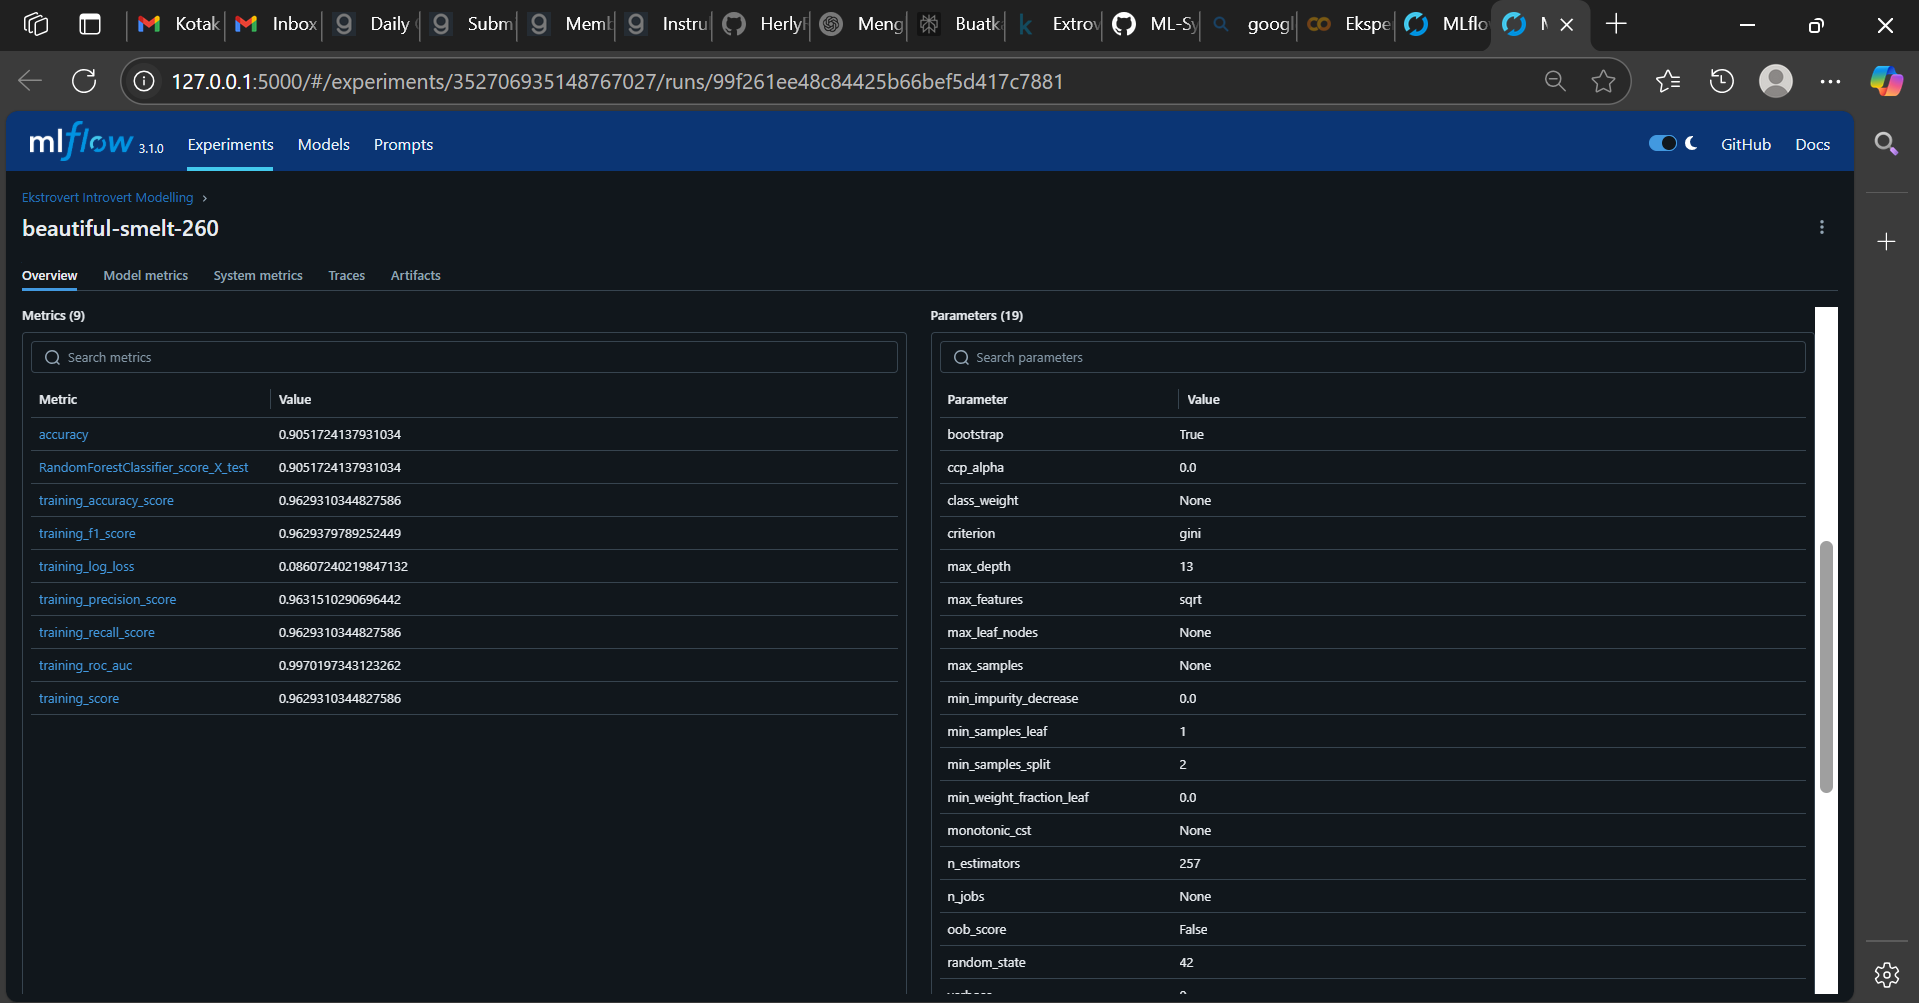 Kotak
Inbox
Daily
Subm
Memb
Instru
HerlyF
Meng
Buatka
Extrov
ML-Sy
googl
Ekspe
MLflo
127.0.0.1:5000/#/experiments/352706935148767027/runs/99f261ee48c84425b66bef5d417c7881
mlflow 3.1.0 Experiments Models Prompts GitHub Docs
Ekstrovert Introvert Modelling >
beautiful-smelt-260
Overview Model metrics System metrics Traces Artifacts
Metrics (9)
Search metrics
Metric Value
accuracy 0.9051724137931034
RandomForestClassifier_score_X_test 0.9051724137931034
training_accuracy_score 0.9629310344827586
training_f1_score 0.9629379789252449
training_log_loss 0.08607240219847132
training_precision_score 0.9631510290696442
training_recall_score 0.9629310344827586
training_roc_auc 0.9970197343123262
training_score 0.9629310344827586
Parameters (19)
Search parameters
Parameter Value
bootstrap True
ccp_alpha 0.0
class_weight None
criterion gini
max_depth 13
max_features sqrt
max_leaf_nodes None
max_samples None
min_impurity_decrease 0.0
min_samples_leaf 1
min_samples_split 2
min_weight_fraction_leaf 0.0
monotonic_cst None
n_estimators 257
n_jobs None
oob_score False
random_state 42